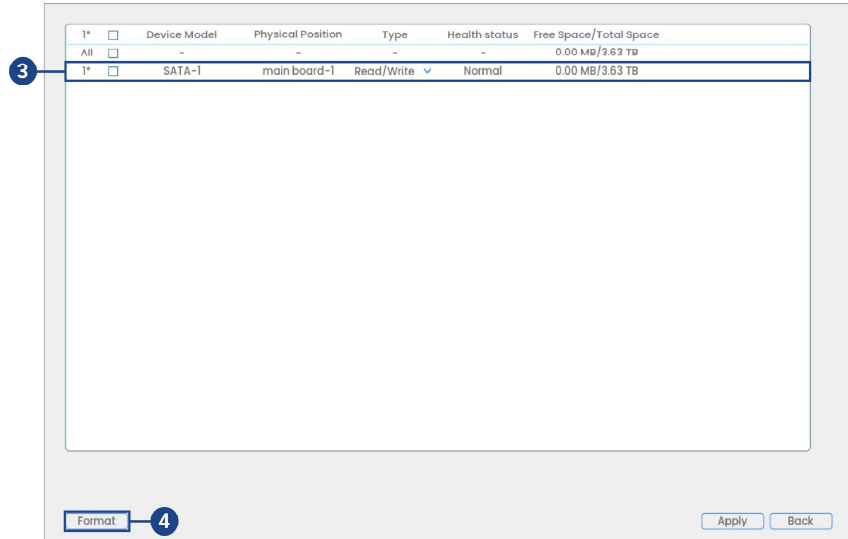 1* Device Model Physical Position Type Health status Free Space/Total Space
All - - - - 0.00 MB/3.63 TB
3 1* SATA-1 main board-1 Read/Write Normal 0.00 MB/3.63 TB
Format 4 Apply Back